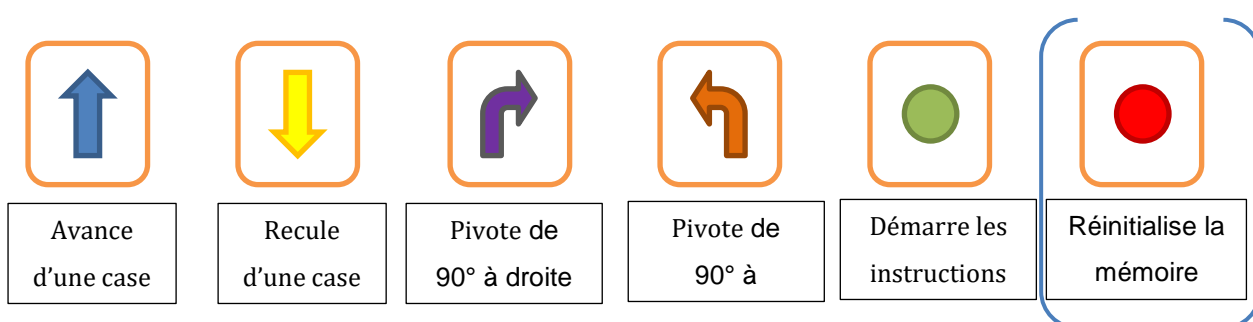 Avance
d'une case
Recule
d'une case
Pivote de
90° à droite
Pivote de
90° à
Démarre les
instructions
Réinitialise la
mémoire